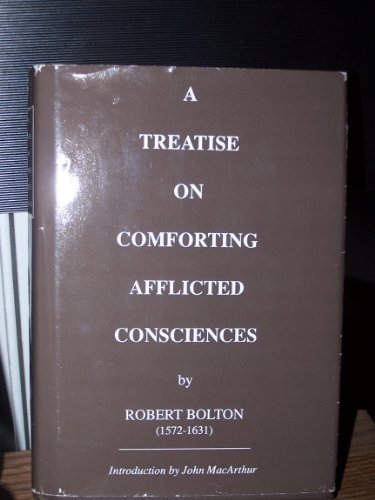 A
TREATISE
ON
COMFORTING
AFFLICTED
CONSCIENCES
by
ROBERT BOLTON
(1572-1631)
Introduction by John MacArthur